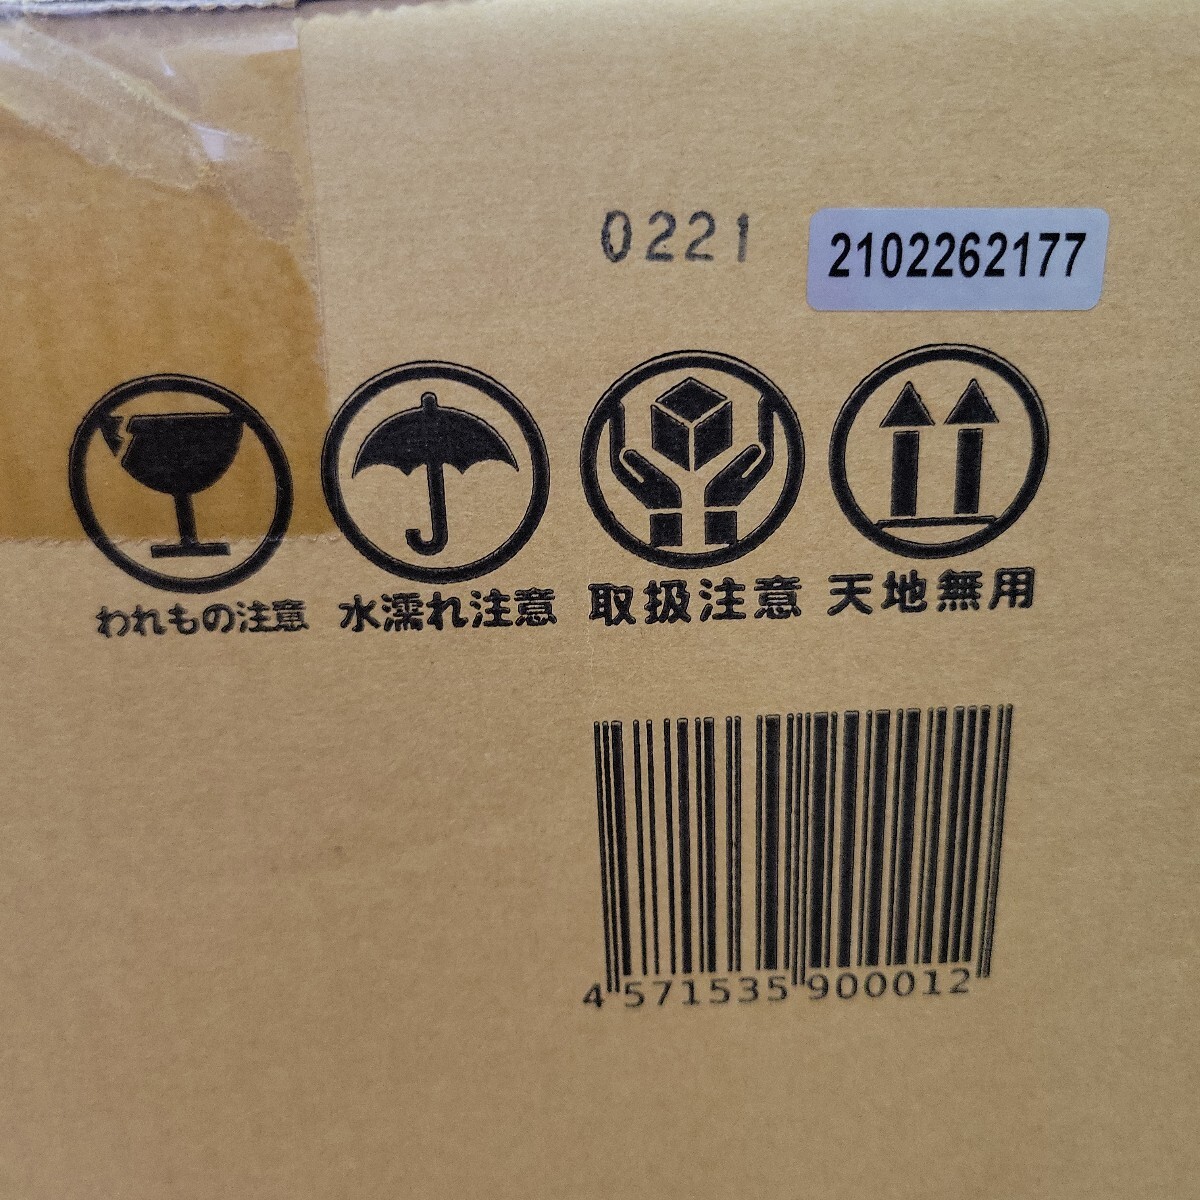 0221
2102262177
われもの注意
水濡れ注意
取扱注意
天地無用
4 571535 900012